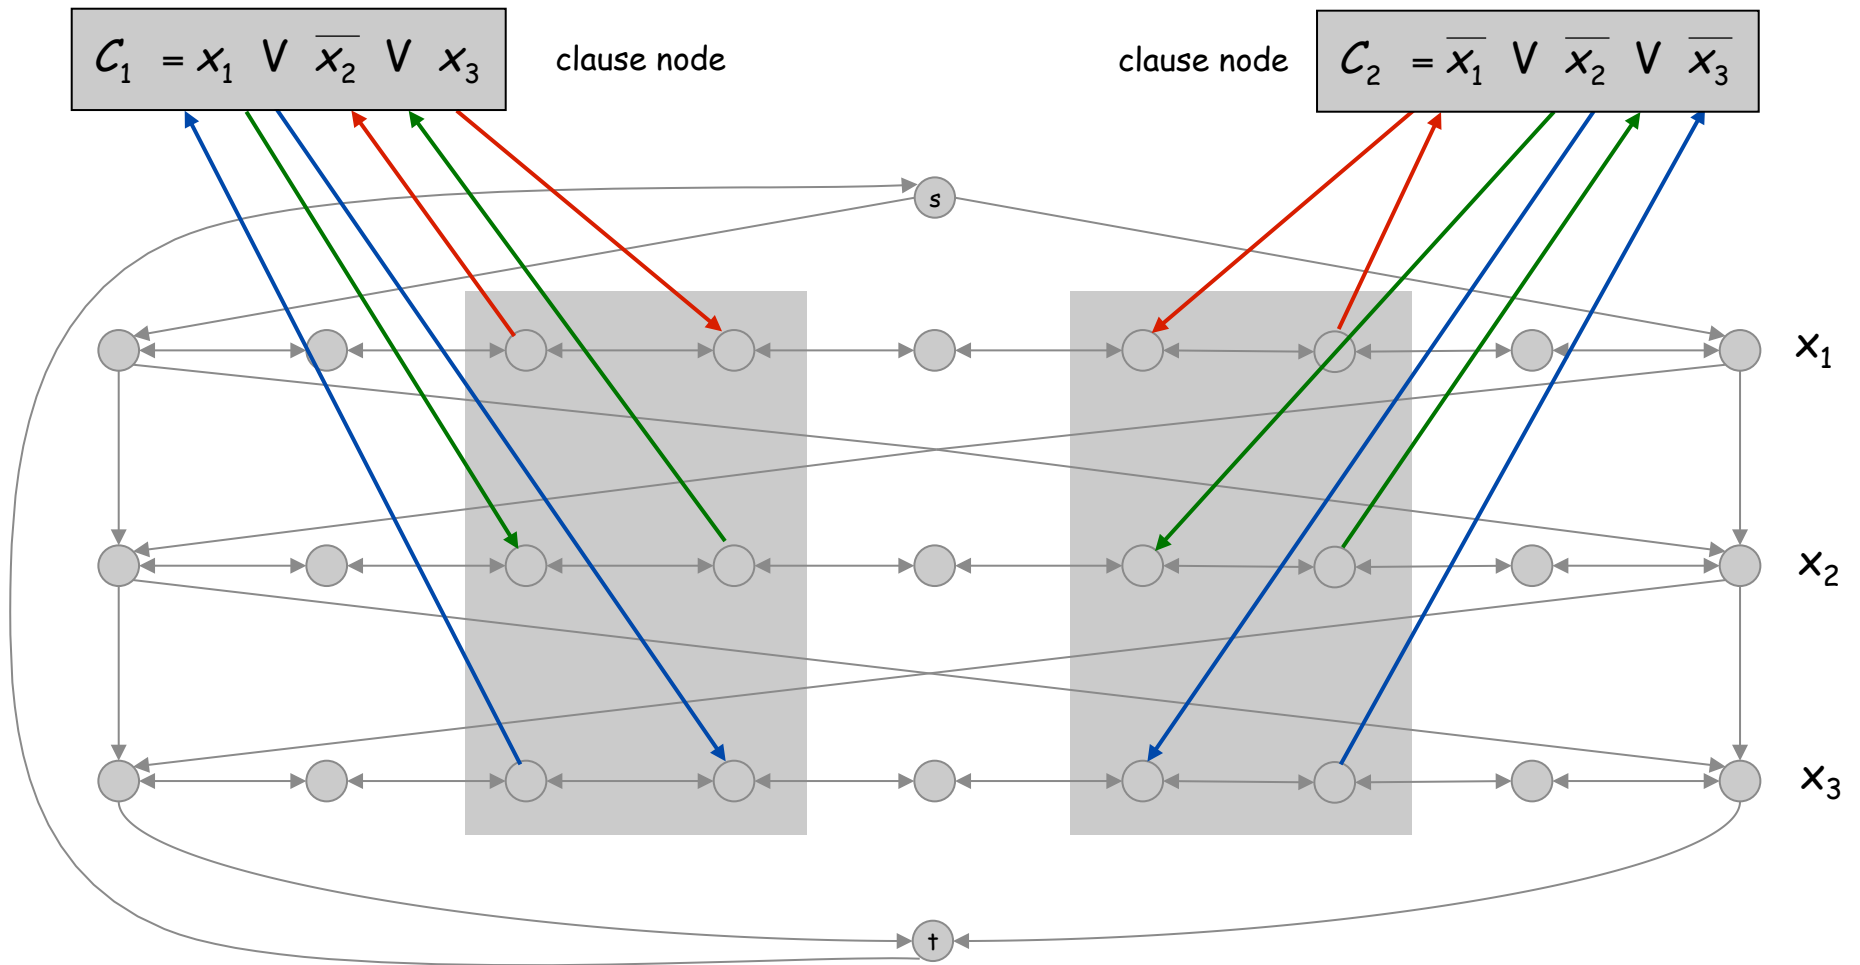 C₁ = x₁ V x̅₂ V x₃
clause node
clause node
C₂ = x̅₁ V x̅₂ V x̅₃
s
x₁
x₂
x₃
t